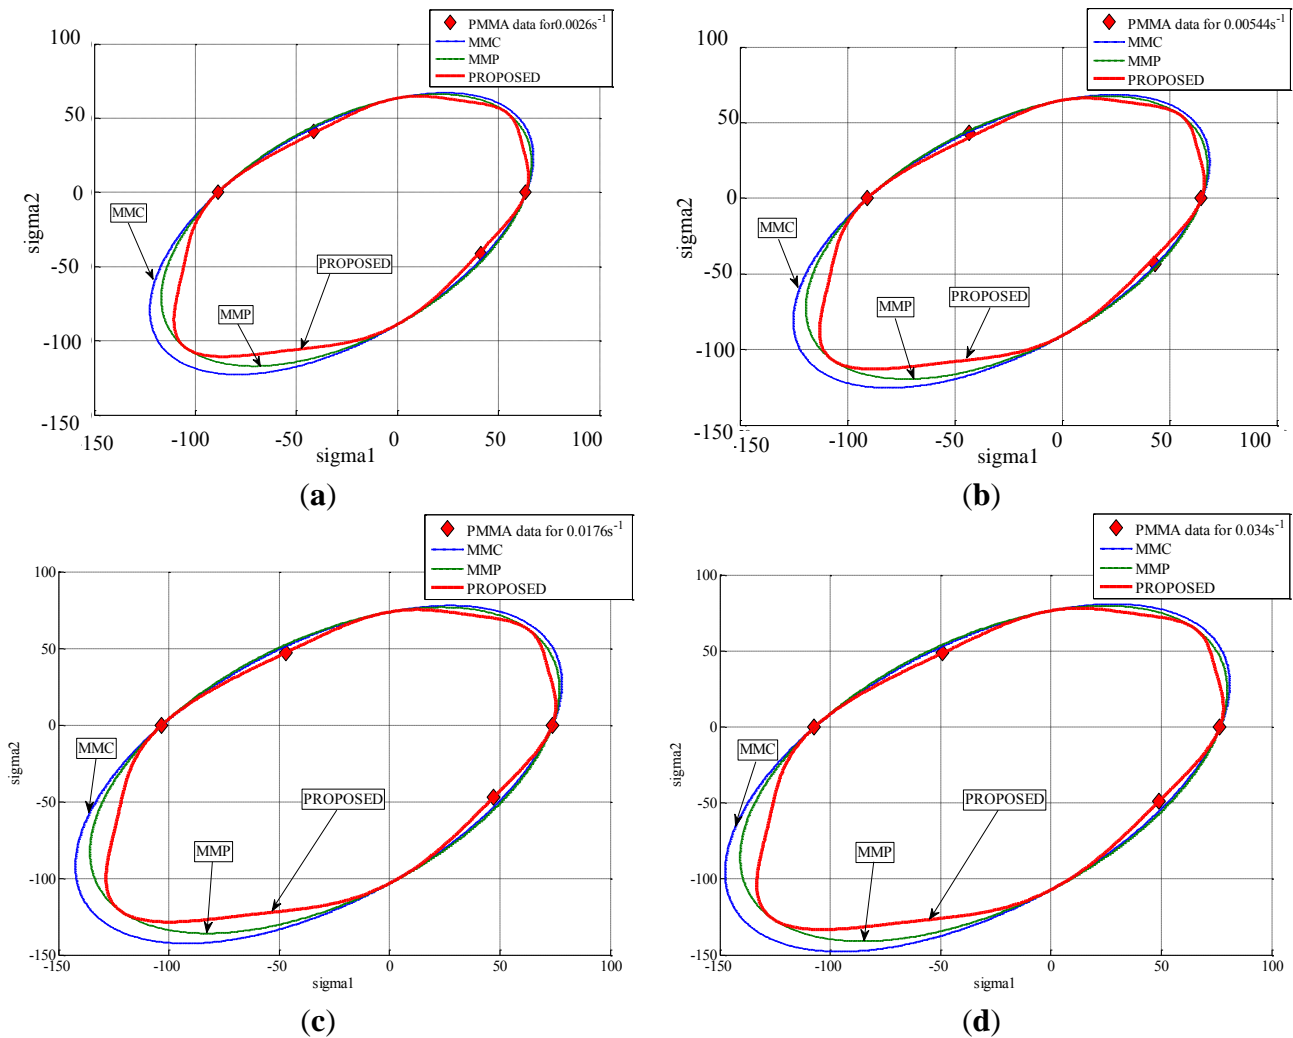 PMMA data for0.0026s-1
MMC
MMP
PROPOSED
100
50
0
-50
-100
-150
sigma2
MMC
PROPOSED
MMP
.150
-100
-50
0
50
100
sigma1
(a)
PMMA data for 0.00544s-1
MMC
MMP
PROPOSED
100
50
0
-50
-100
-150
sigma2
MMC
PROPOSED
MMP
-150
-100
-50
0
50
100
sigma1
(b)
PMMA data for 0.0176s-1
MMC
MMP
PROPOSED
100
50
0
-50
-100
-150
sigma2
MMC
PROPOSED
MMP
-150
-100
-50
0
50
100
sigma1
(c)
PMMA data for 0.034s-1
MMC
MMP
PROPOSED
100
50
0
-50
-100
-150
sigma2
MMC
PROPOSED
MMP
-150
-100
-50
0
50
100
sigma1
(d)